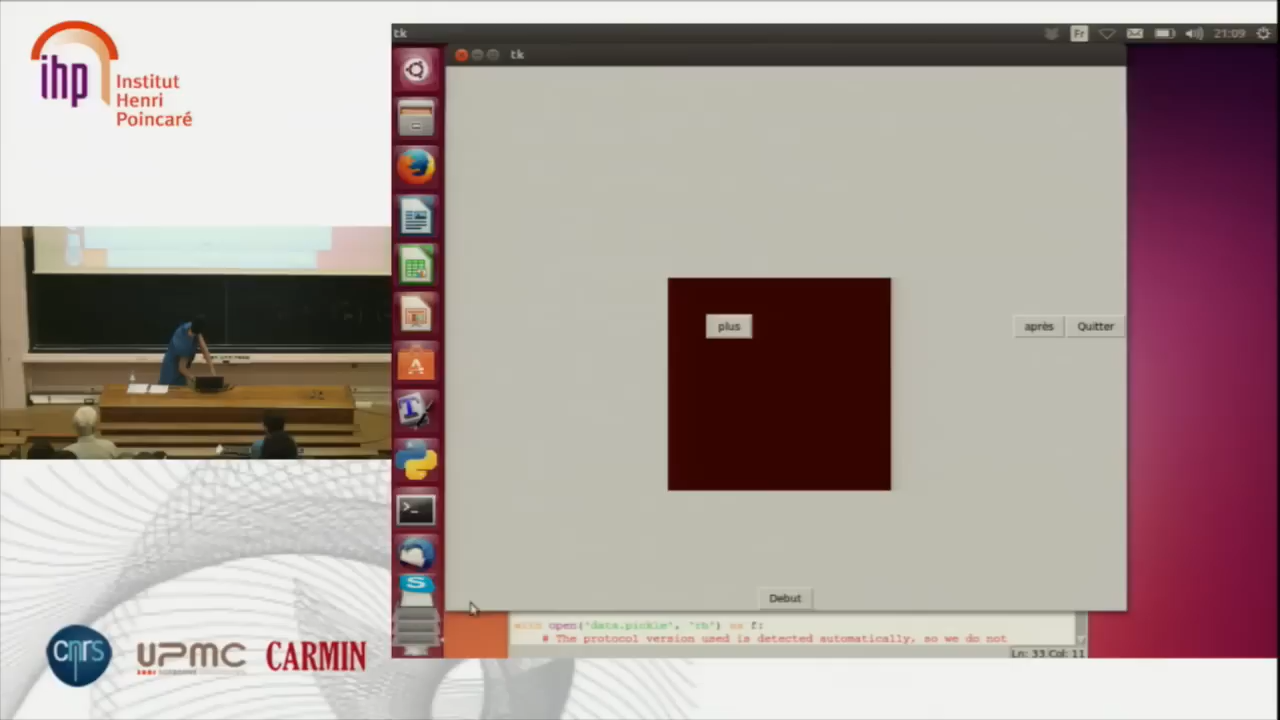 ihp
Institut
Henri
Poincaré
tk
Fr
21:09
tk
plus
après
Quitter
Debut
with open('data.pickle', 'rb') as f:
# The protocol version used is detected automatically, so we do not
Ln: 33 Col: 11
cnrs
UPMC
CARMIN